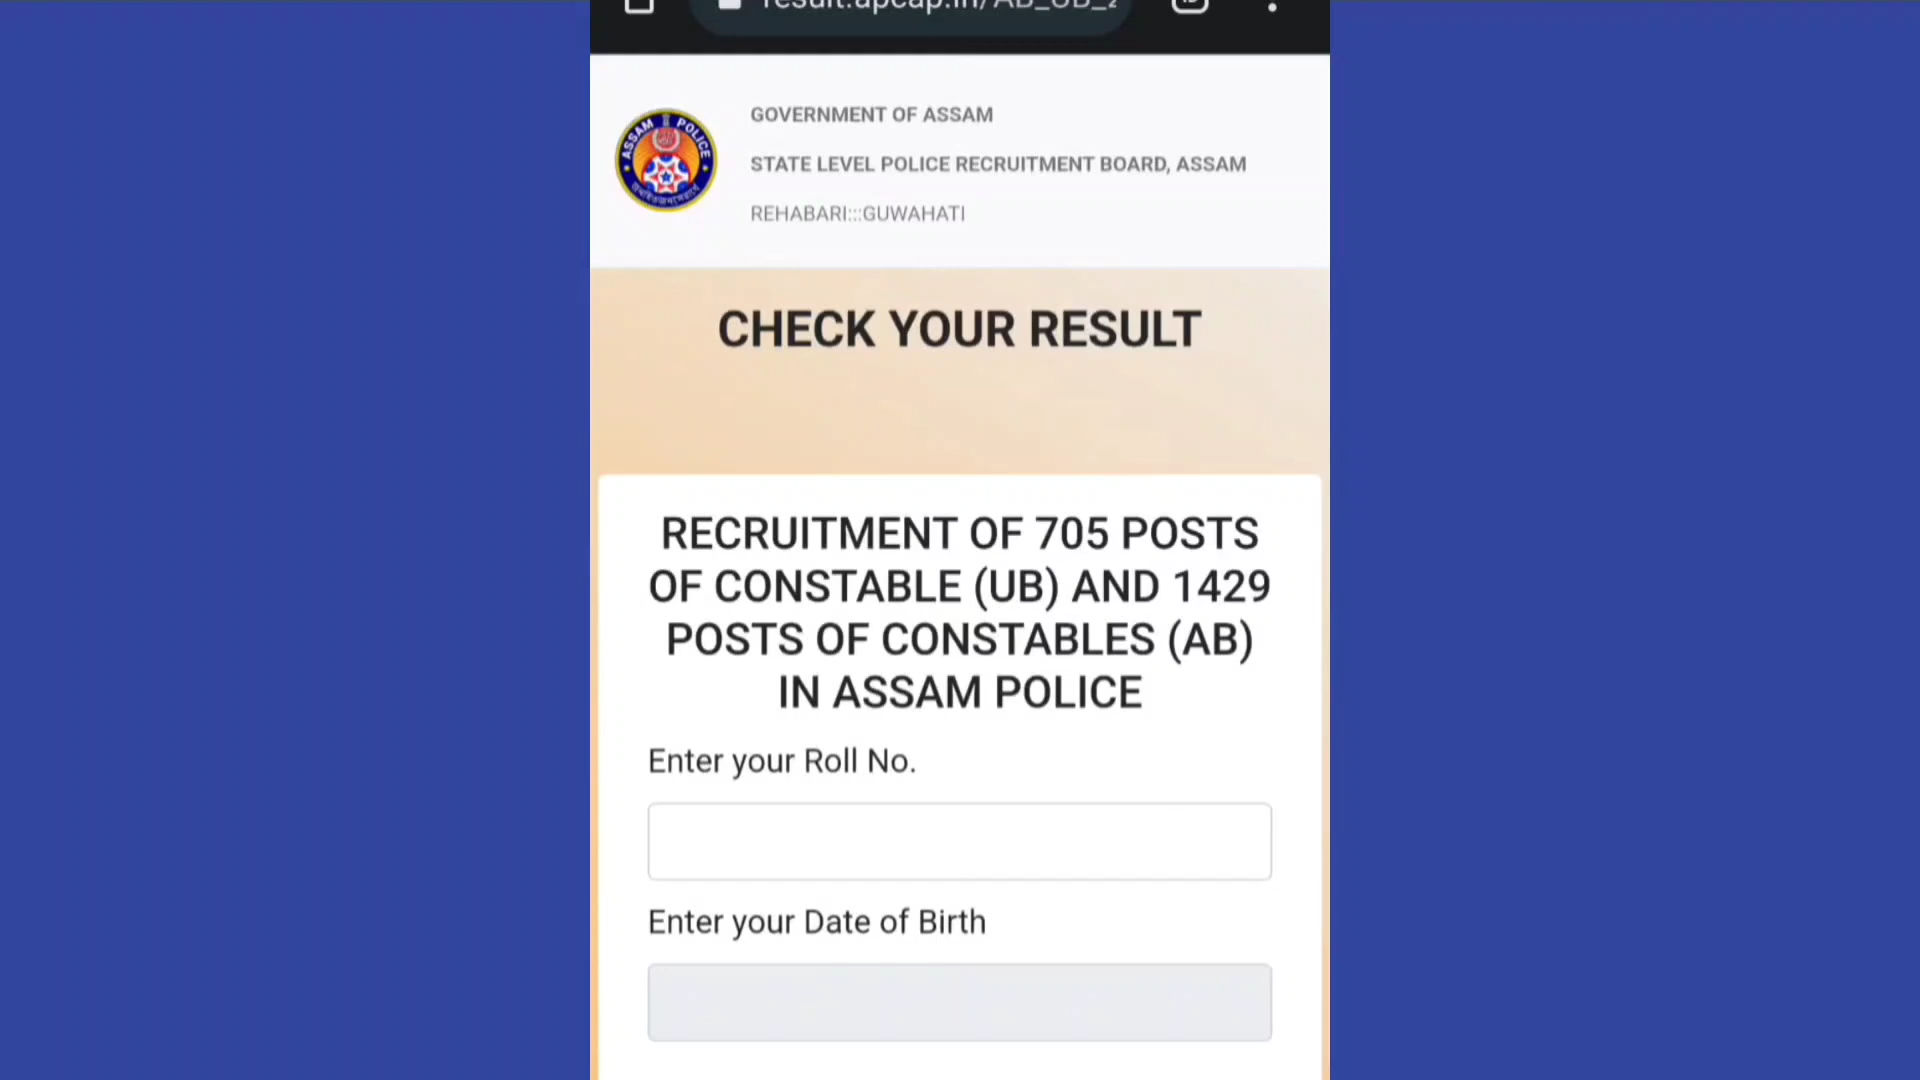 GOVERNMENT OF ASSAM
STATE LEVEL POLICE RECRUITMENT BOARD, ASSAM
REHABARI:::GUWAHATI
ASSAM POLICE
CHECK YOUR RESULT
RECRUITMENT OF 705 POSTS
OF CONSTABLE (UB) AND 1429
POSTS OF CONSTABLES (AB)
IN ASSAM POLICE
Enter your Roll No.
Enter your Date of Birth